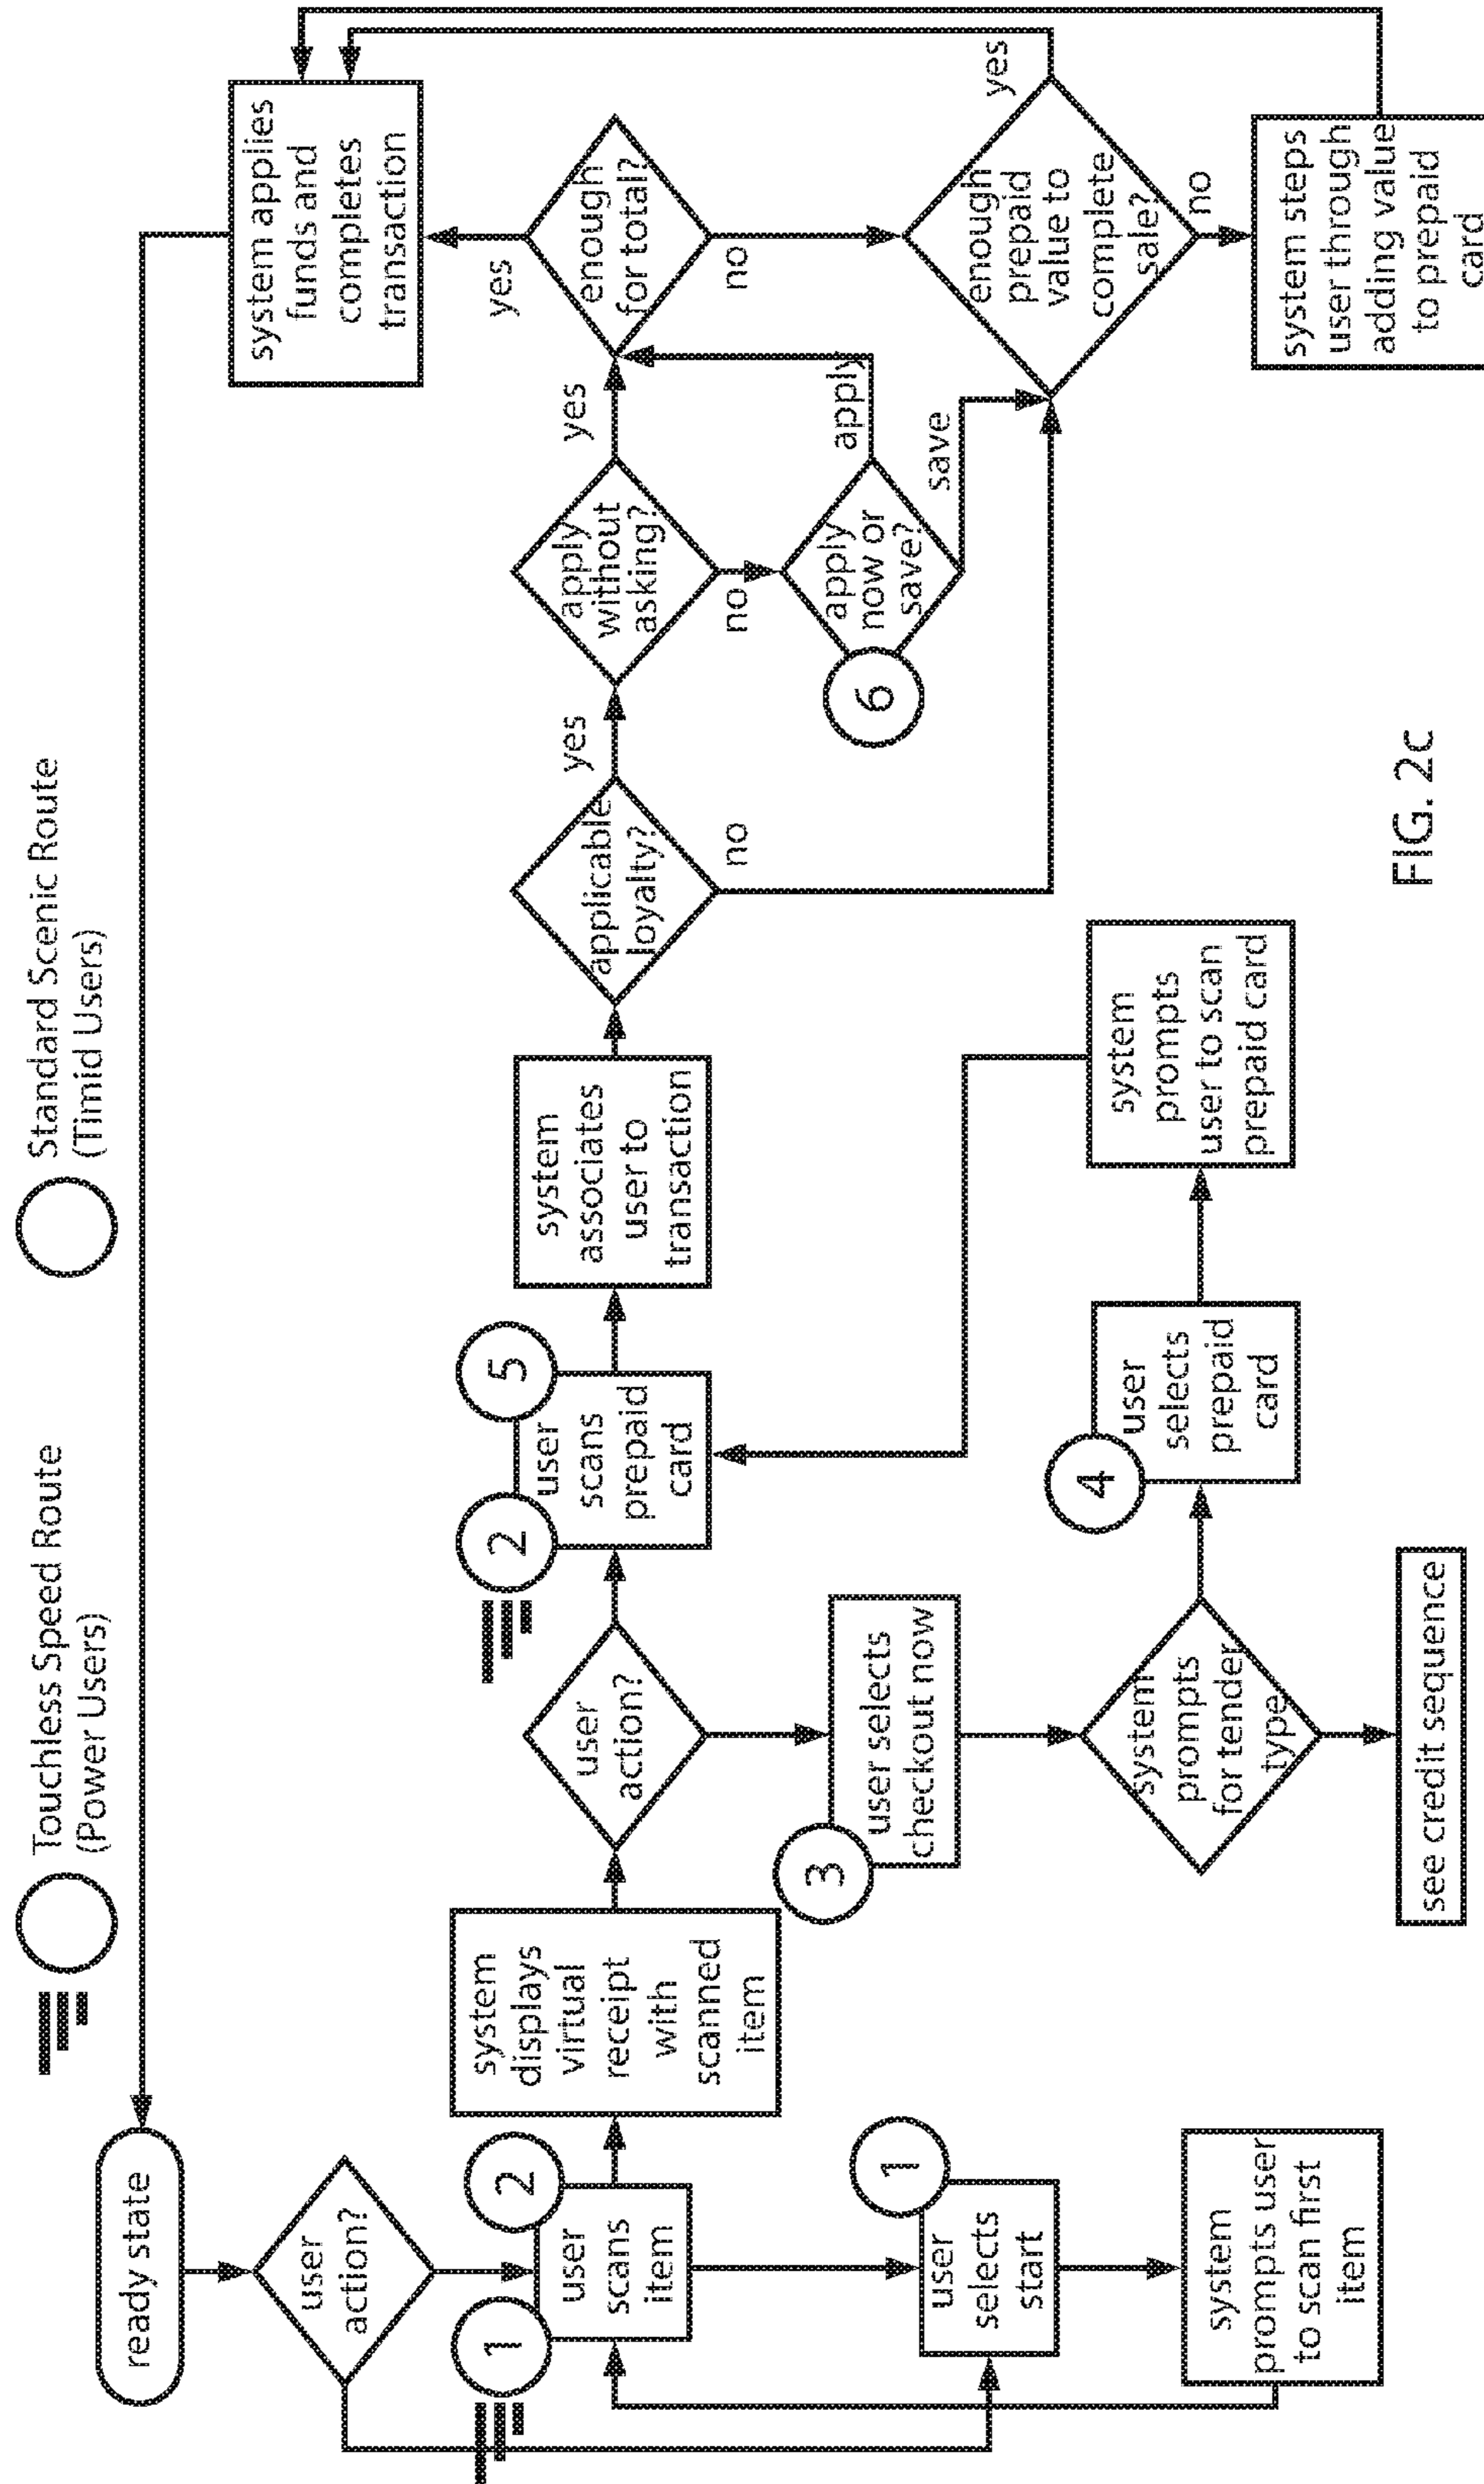 Touchless Speed Route
(Power Users)
Standard Scenic Route
(Timid Users)
ready state
user
action?
1
2
user
scans
item
1
user
selects
start
system
prompts user
to scan first
item
system
displays
virtual
receipt
with
scanned
item
user
action?
3
user selects
checkout now
system
prompts
for tender
type
see credit sequence
2
5
user
scans
prepaid
card
4
user
selects
prepaid
card
system
prompts
user to scan
prepaid card
system
associates
user to
transaction
applicable
loyalty?
yes
no
apply
without
asking?
yes
no
6
apply
now or
save?
apply
save
enough
for total?
yes
no
enough
prepaid
value to
complete
sale?
yes
no
system applies
funds and
completes
transaction
system steps
user through
adding value
to prepaid
card
FIG. 2c